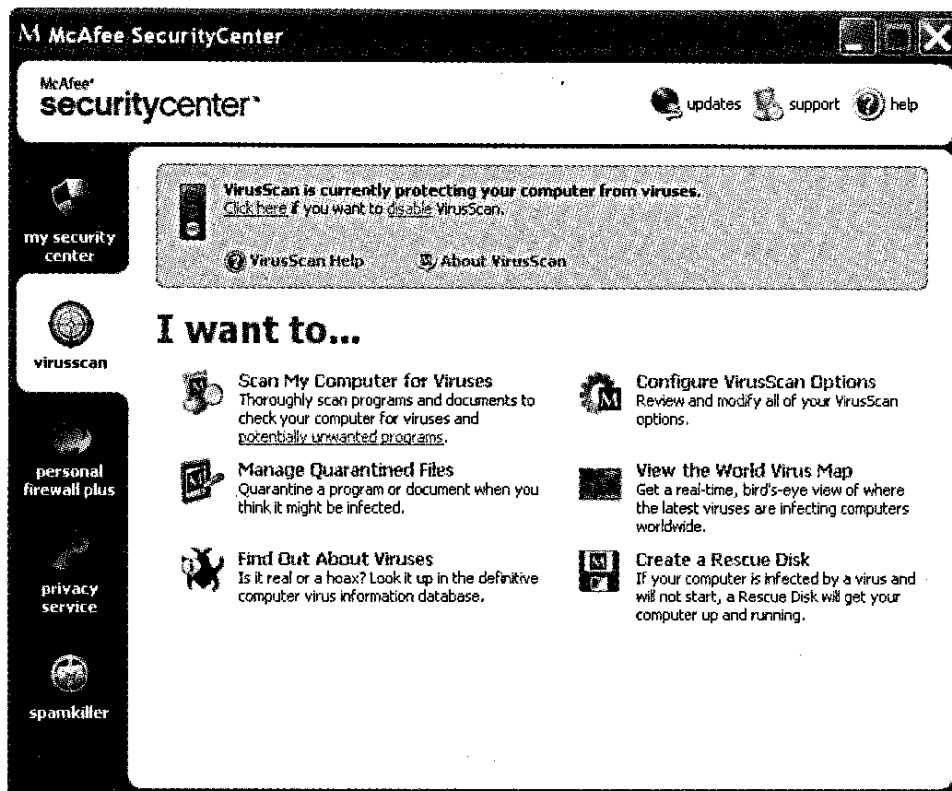 M McAfee SecurityCenter
McAfee®
securitycenter™
updates
support
help
my security
center
virusscan
personal
firewall plus
privacy
service
spamkiller
VirusScan is currently protecting your computer from viruses.
Click here if you want to disable VirusScan.
VirusScan Help
About VirusScan
I want to...
Scan My Computer for Viruses
Thoroughly scan programs and documents to
check your computer for viruses and
potentially unwanted programs.
Configure VirusScan Options
Review and modify all of your VirusScan
options.
Manage Quarantined Files
Quarantine a program or document when you
think it might be infected.
View the World Virus Map
Get a real-time, bird's-eye view of where
the latest viruses are infecting computers
worldwide.
Find Out About Viruses
Is it real or a hoax? Look it up in the definitive
computer virus information database.
Create a Rescue Disk
If your computer is infected by a virus and
will not start, a Rescue Disk will get your
computer up and running.